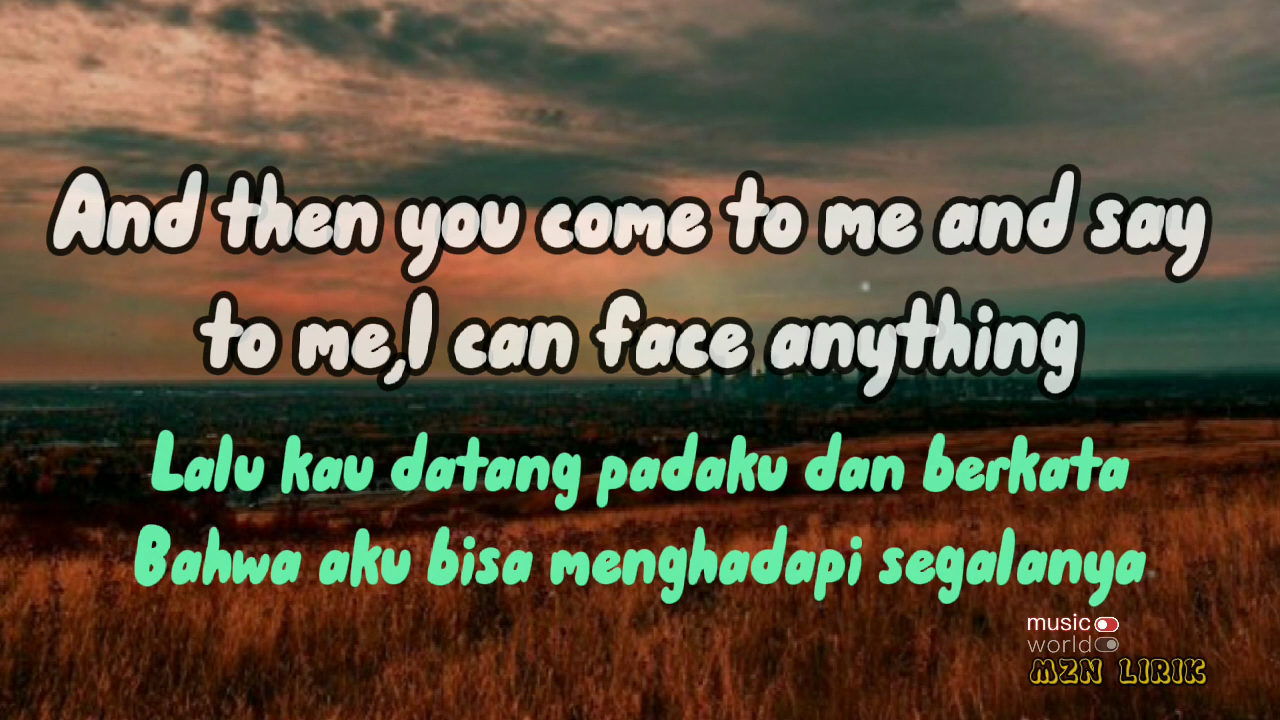 And then you come to me and say
to me,I can face anything
Lalu kau datang padaku dan berkata
Bahwa aku bisa menghadapi segalanya
music
world
MZN LIRIK